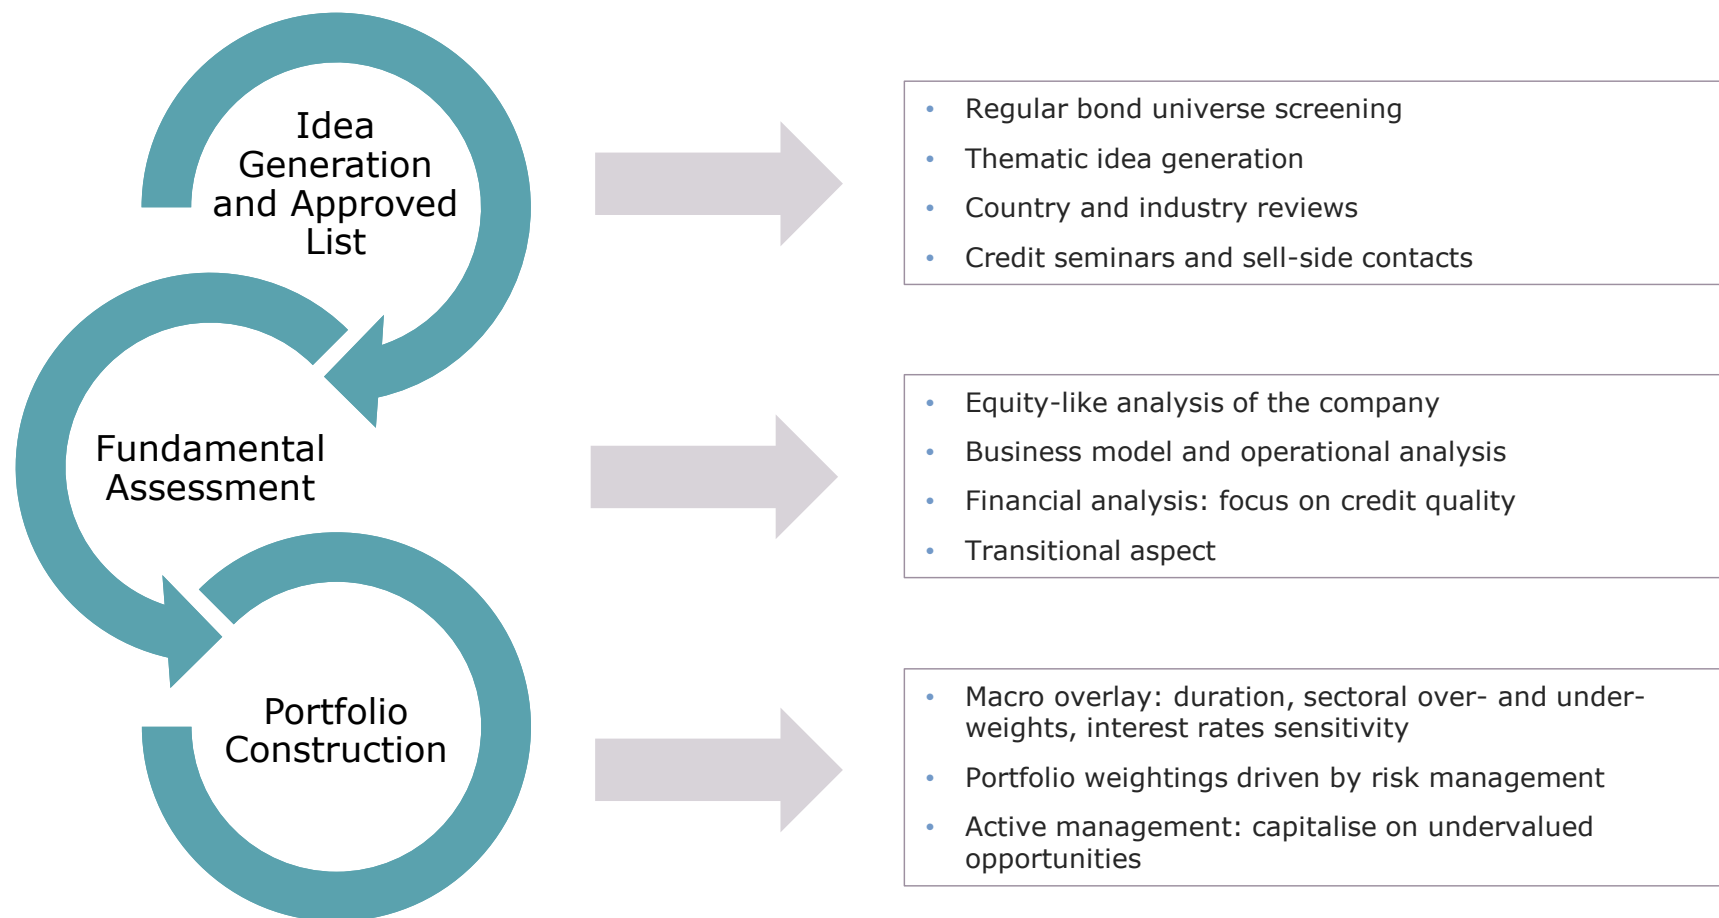 Idea
Generation
and Approved
List
• Regular bond universe screening
• Thematic idea generation
• Country and industry reviews
• Credit seminars and sell-side contacts
Fundamental
Assessment
• Equity-like analysis of the company
• Business model and operational analysis
• Financial analysis: focus on credit quality
• Transitional aspect
Portfolio
Construction
• Macro overlay: duration, sectoral over- and under-
weights, interest rates sensitivity
• Portfolio weightings driven by risk management
• Active management: capitalise on undervalued
opportunities